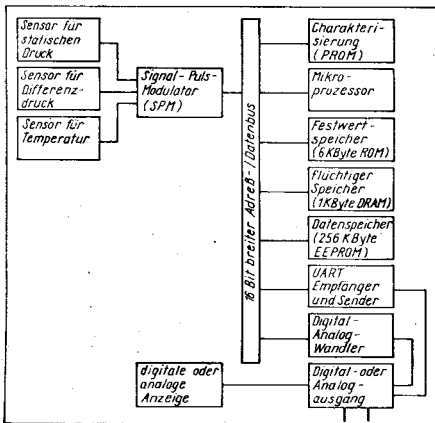 Sensor für
statischen
Druck
Sensor für
Differenz-
druck
Sensor für
Temperatur
Signal-Puls-
Modulator
(SPM)
16 Bit breiter Adreß-/Datenbus
Charakteri-
sierung
(PROM)
Mikro-
prozessor
Festwert-
speicher
(6KByte ROM)
Flüchtiger
Speicher
(1KByte DRAM)
Datenspeicher
(256 KByte
EEPROM)
UART
Empfänger
und Sender
Digital-
Analog-
Wandler
digitale oder
analoge
Anzeige
Digital- oder
Analog-
ausgang